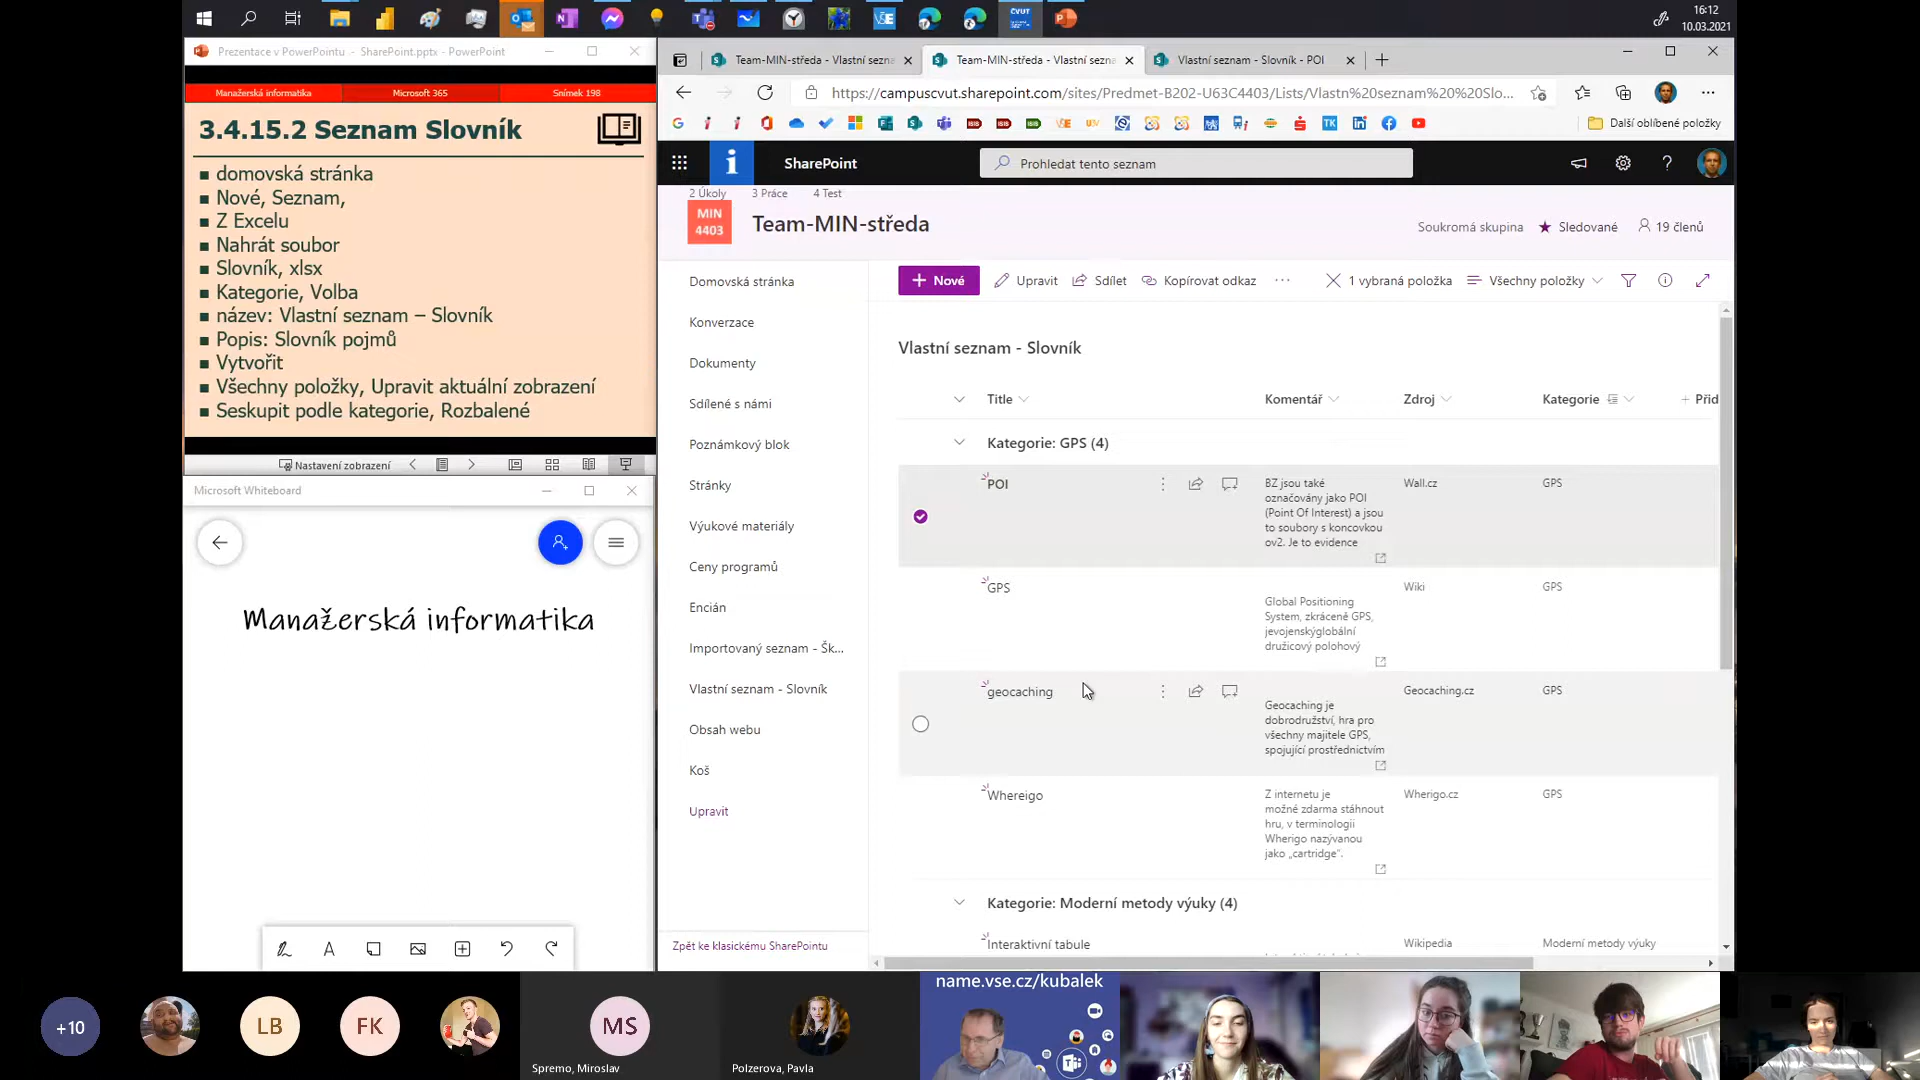 16:12
10.03.2021
Prezentace v PowerPointu - SharePoint.pptx - PowerPoint
Manažerská informatika
Microsoft 365
Snímek 198
3.4.15.2 Seznam Slovník
domovská stránka
Nové, Seznam,
Z Excelu
Nahrát soubor
Slovník, xlsx
Kategorie, Volba
název: Vlastní seznam – Slovník
Popis: Slovník pojmů
Vytvořit
Všechny položky, Upravit aktuální zobrazení
Seskupit podle kategorie, Rozbalené
Nastavení zobrazení
Microsoft Whiteboard
Manažerská informatika
Team-MIN-středa - Vlastní sezna
Team-MIN-středa - Vlastní sezna
Vlastní seznam - Slovník - POI
https://campuscvut.sharepoint.com/sites/Predmet-B202-U63C4403/Lists/Vlastn%20seznam%20%20Slo...
Další oblíbené položky
SharePoint
Prohledat tento seznam
2 Úkoly
3 Práce
4 Test
MIN
4403
Team-MIN-středa
Soukromá skupina
Sledované
19 členů
Domovská stránka
Konverzace
Dokumenty
Sdílené s námi
Poznámkový blok
Stránky
Výukové materiály
Ceny programů
Encián
Importovaný seznam - Šk...
Vlastní seznam - Slovník
Obsah webu
Koš
Upravit
Zpět ke klasickému SharePointu
Nové
Upravit
Sdílet
Kopírovat odkaz
1 vybraná položka
Všechny položky
Vlastní seznam - Slovník
Title
Komentář
Zdroj
Kategorie
Přid
Kategorie: GPS (4)
POI
BZ jsou také
označovány jako POI
(Point Of Interest) a jsou
to soubory s koncovkou
ov2. Je to evidence
Wall.cz
GPS
GPS
Global Positioning
System, zkráceně GPS,
jevojenskýglobální
družicový polohový
Wiki
GPS
geocaching
Geocaching je
dobrodružství, hra pro
všechny majitele GPS,
spojující prostřednictvím
Geocaching.cz
GPS
Whereigo
Z internetu je
možné zdarma stáhnout
hru, v terminologii
Wherigo nazývanou
jako „cartridge“.
Wherigo.cz
GPS
Kategorie: Moderní metody výuky (4)
Interaktivní tabule
Wikipedia
Moderní metody výuky
+10
LB
FK
MS
Spremo, Miroslav
Polzerova, Pavla
name.vse.cz/kubalek